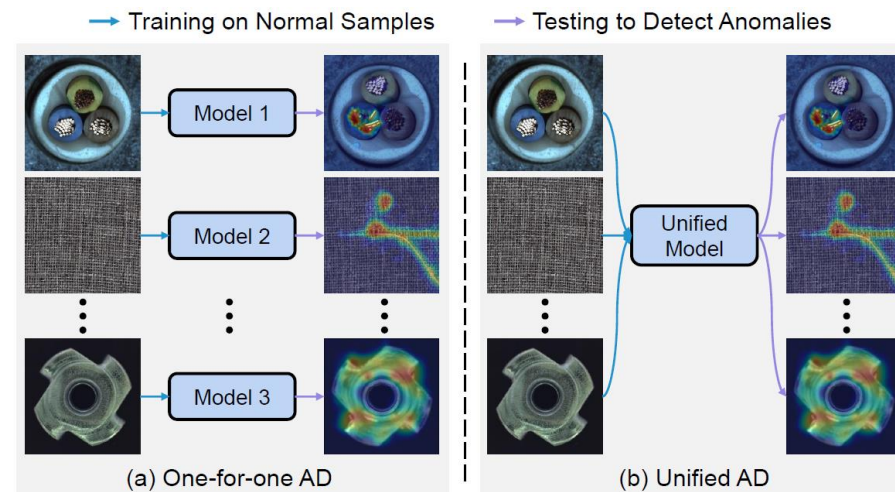 Training on Normal Samples
Testing to Detect Anomalies
Model 1
Model 2
Model 3
(a) One-for-one AD
Unified
Model
(b) Unified AD